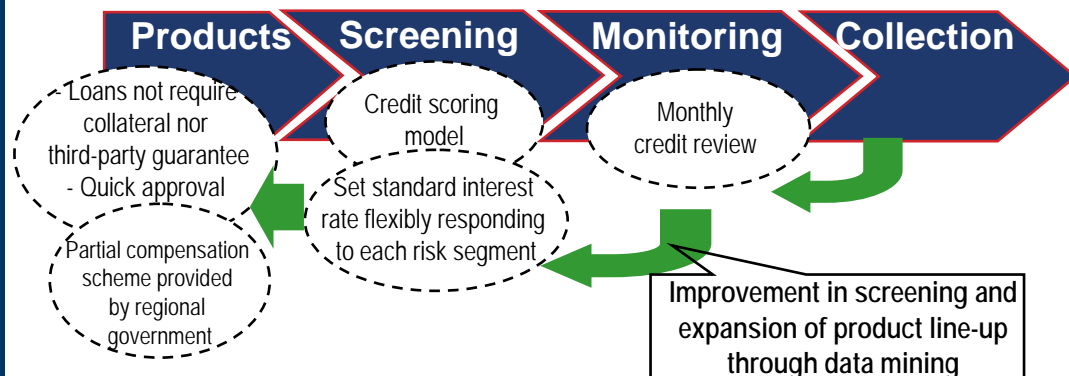 Products
Screening
Monitoring
Collection
- Loans not require
collateral nor
third-party guarantee
- Quick approval
Partial compensation
scheme provided
by regional
government
Credit scoring
model
Set standard interest
rate flexibly responding
to each risk segment
Monthly
credit review
Improvement in screening and
expansion of product line-up
through data mining